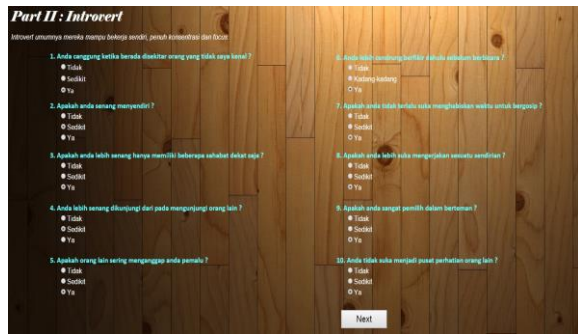 Part II : Introvert
Introvert umumnya mereka mampu bekerja sendiri, penuh konsentrasi dan focus
1. Anda canggung ketika berada disekitar orang yang tidak saya kenal ?
Tidak
Sedikit
Ya
2. Apakah anda senang menyendiri ?
Tidak
Sedikit
Ya
3. Apakah anda lebih senang hanya memiliki beberapa sahabat dekat saja ?
Tidak
Sedikit
Ya
4. Anda lebih senang dikunjungi dari pada mengunjungi orang lain ?
Tidak
Sedikit
Ya
5. Apakah orang lain sering menganggap anda pemalu ?
Tidak
Sedikit
Ya
6. Anda lebih cendrung berfikir dahulu sebelum berbicara ?
Tidak
Kadang-kadang
Ya
7. Apakah anda tidak terlalu suka menghabiskan waktu untuk bergosip ?
Tidak
Sedikit
Ya
8. Apakah anda lebih suka mengerjakan sesuatu sendirian ?
Tidak
Sedikit
Ya
9. Apakah anda sangat pemilih dalam berteman ?
Tidak
Sedikit
Ya
10. Anda tidak suka menjadi pusat perhatian orang lain ?
Tidak
Sedikit
Ya
Next